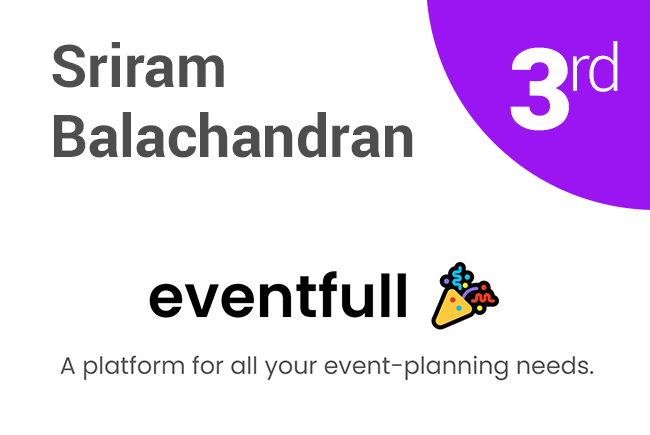 Sriram
Balachandran
3rd
eventfull
A platform for all your event-planning needs.